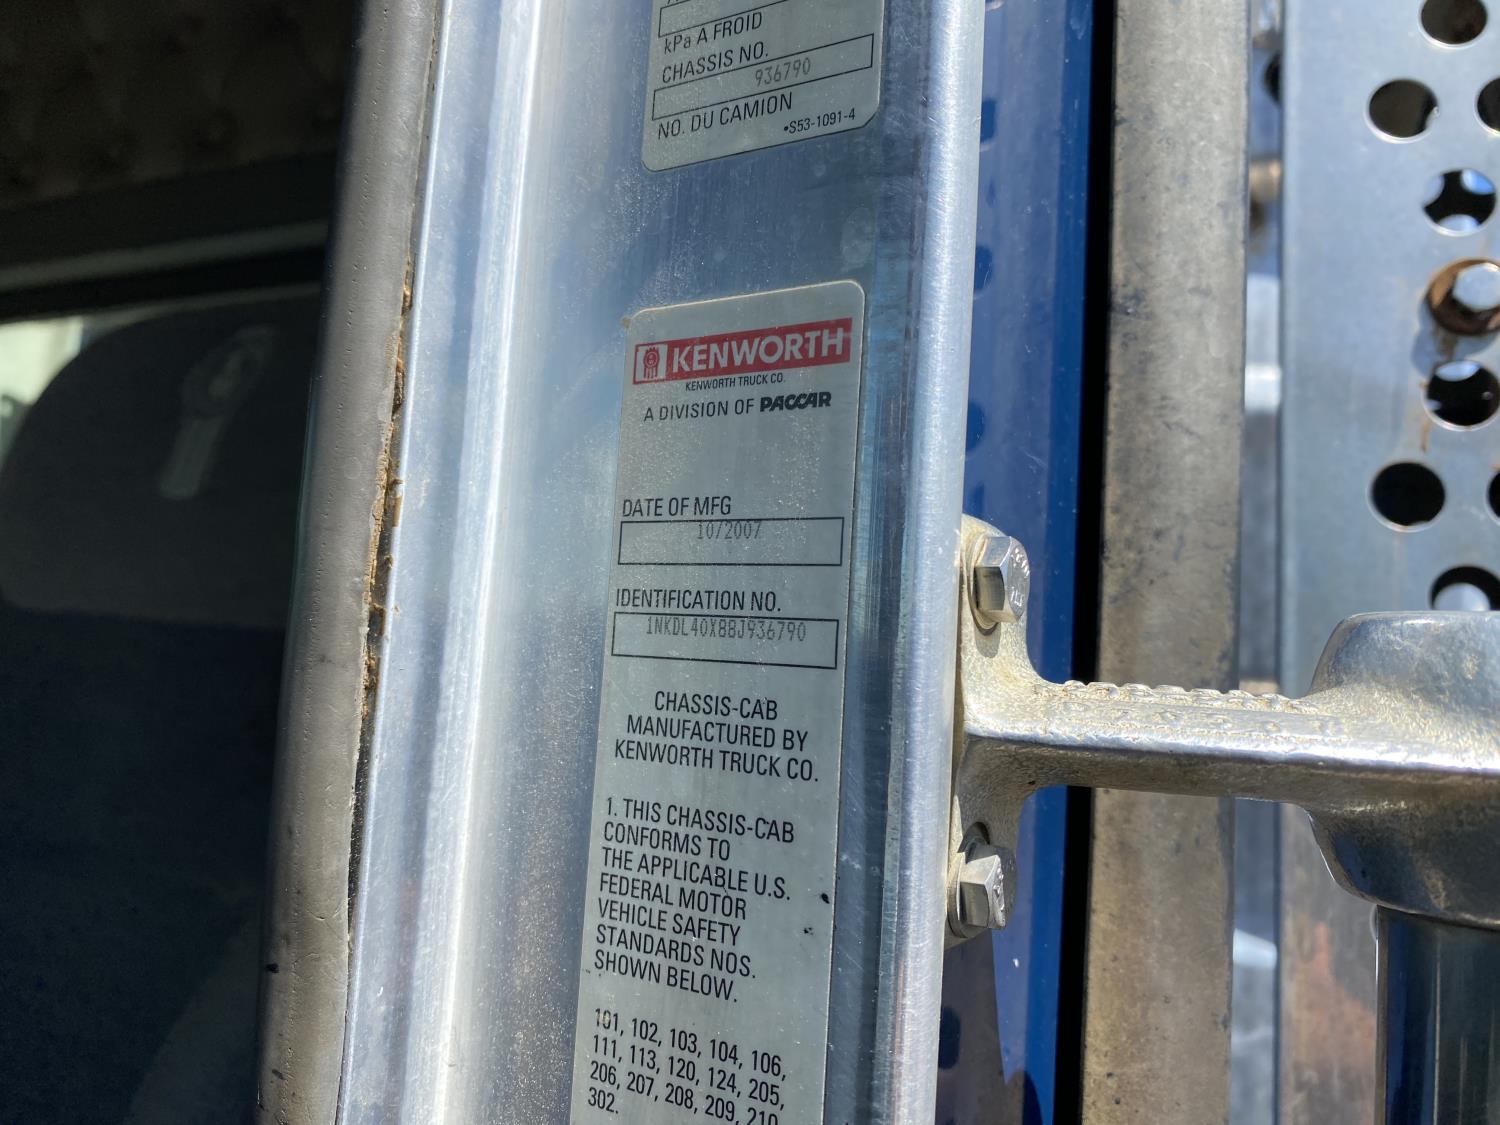 kPa A FROID
CHASSIS NO.
936790
NO. DU CAMION
•S53-1091-4
KENWORTH
KENWORTH TRUCK CO.
A DIVISION OF PACCAR
DATE OF MFG
10/2007
IDENTIFICATION NO.
1NKDL40X88J936790
CHASSIS-CAB
MANUFACTURED BY
KENWORTH TRUCK CO.
1. THIS CHASSIS-CAB
CONFORMS TO
THE APPLICABLE U.S.
FEDERAL MOTOR
VEHICLE SAFETY
STANDARDS NOS.
SHOWN BELOW.
101, 102, 103, 104, 106,
111, 113, 120, 124, 205,
206, 207, 208, 209, 210
302.